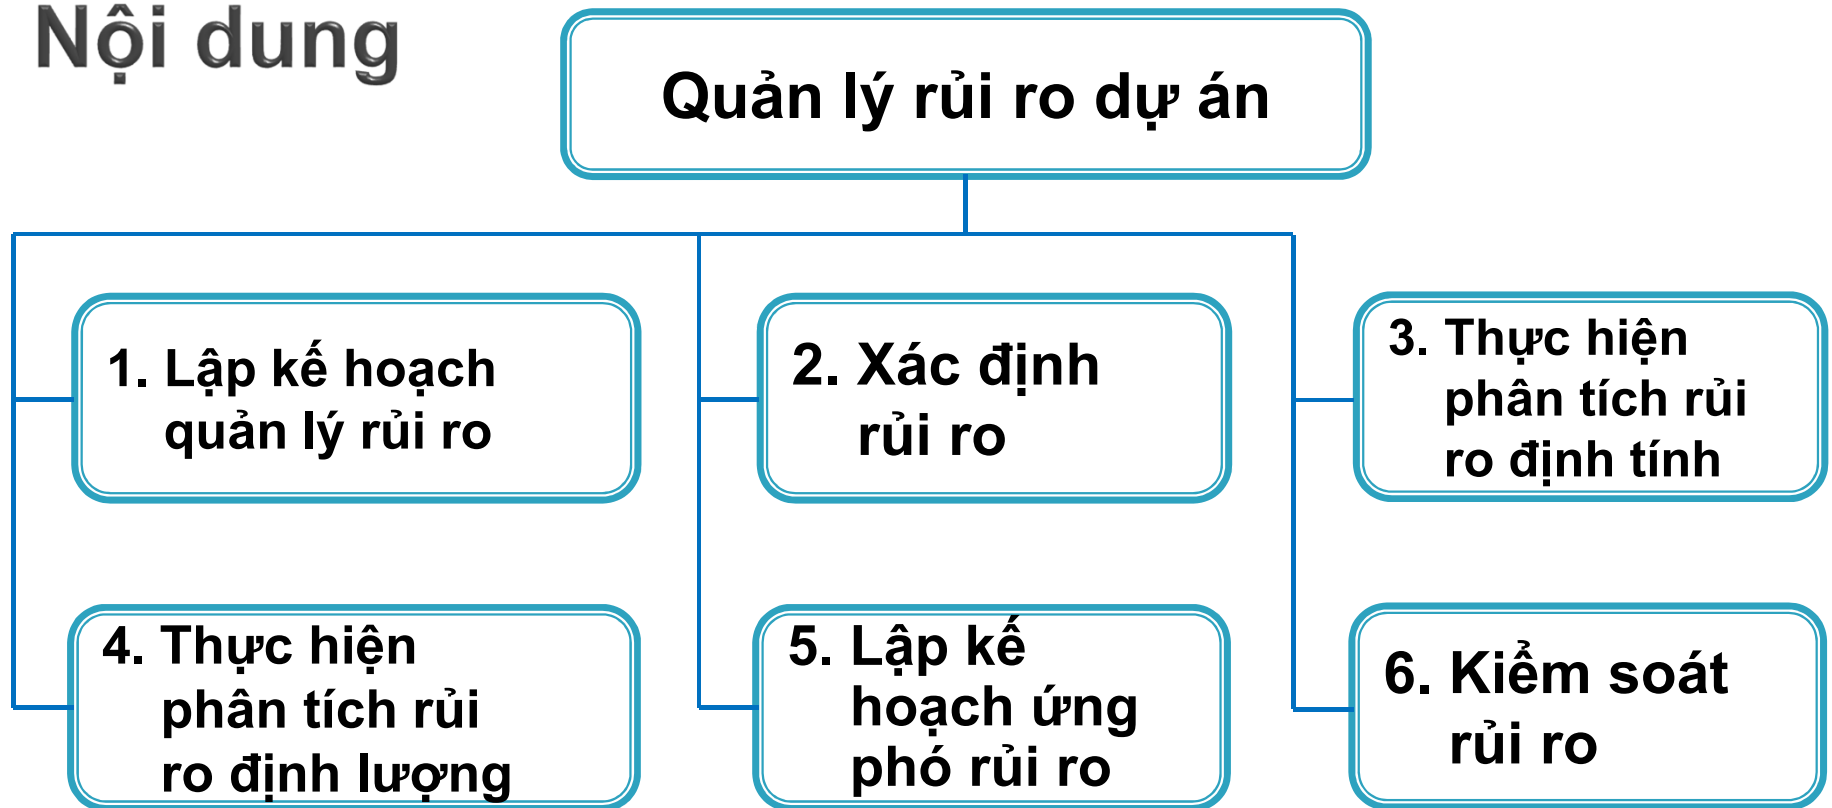 Nội dung
Quản lý rủi ro dự án
1. Lập kế hoạch
quản lý rủi ro
2. Xác định
rủi ro
3. Thực hiện
phân tích rủi
ro định tính
4. Thực hiện
phân tích rủi
ro định lượng
5. Lập kế
hoạch ứng
phó rủi ro
6. Kiểm soát
rủi ro